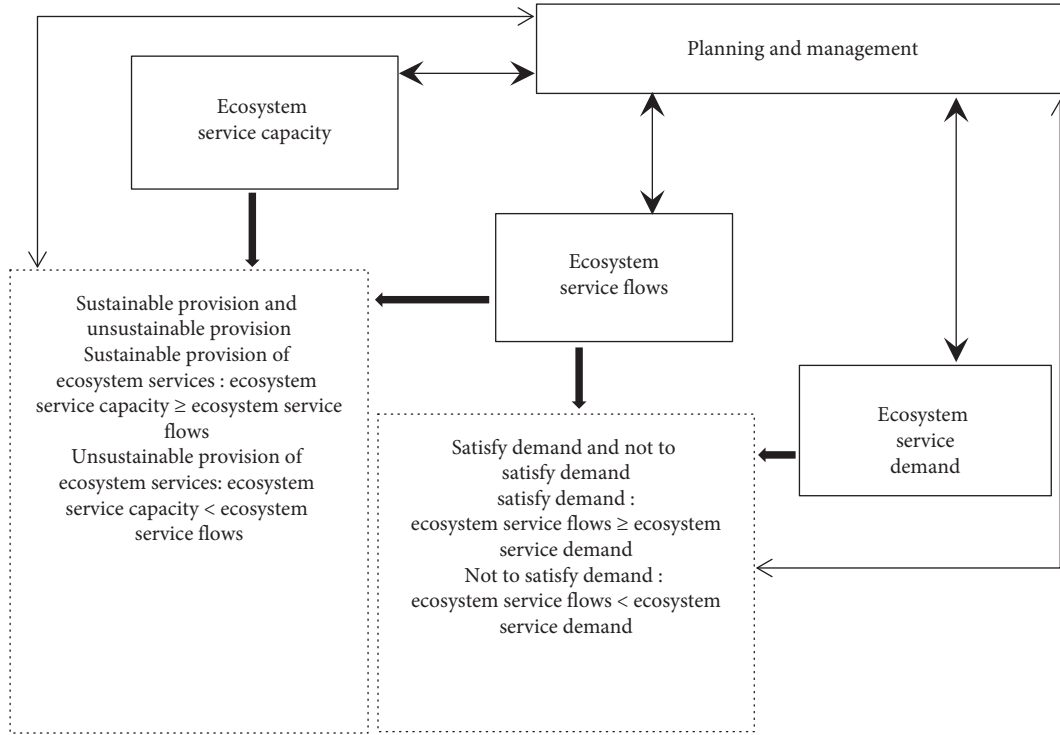 Planning and management
Ecosystem
service capacity
Ecosystem
service flows
Sustainable provision and
unsustainable provision
Sustainable provision of
ecosystem services : ecosystem
service capacity ≥ ecosystem service
flows
Unsustainable provision of
ecosystem services: ecosystem
service capacity < ecosystem
service flows
Ecosystem
service
demand
Satisfy demand and not to
satisfy demand
satisfy demand :
ecosystem service flows ≥ ecosystem
service demand
Not to satisfy demand :
ecosystem service flows < ecosystem
service demand